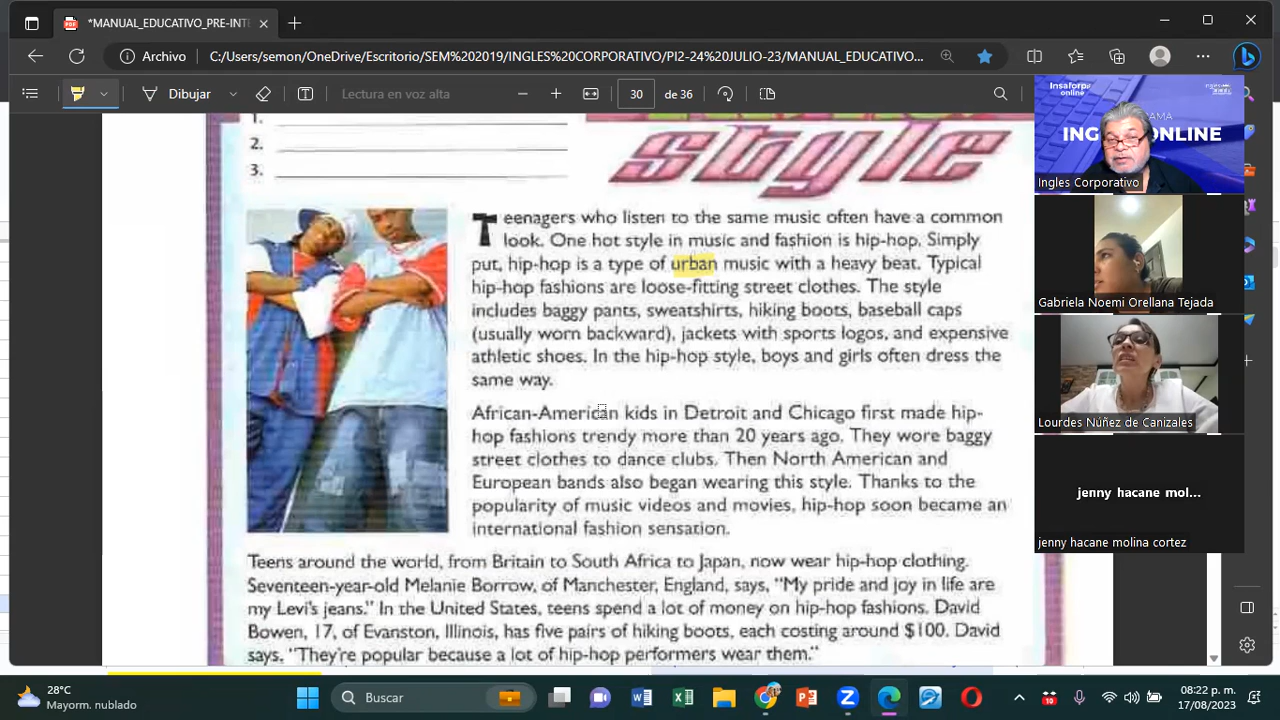 *MANUAL_EDUCATIVO_PRE-INTE
Archivo
C:/Users/semon/OneDrive/Escritorio/SEM%202019/INGLES%20CORPORATIVO/PI2-24%20JULIO-23/MANUAL_EDUCATIVO...
Dibujar
Lectura en voz alta
30
de 36
1.
2.
3.
style
Teenagers who listen to the same music often have a common
look. One hot style in music and fashion is hip-hop. Simply
put, hip-hop is a type of urban music with a heavy beat. Typical
hip-hop fashions are loose-fitting street clothes. The style
includes baggy pants, sweatshirts, hiking boots, baseball caps
(usually worn backward), jackets with sports logos, and expensive
athletic shoes. In the hip-hop style, boys and girls often dress the
same way.
African-American kids in Detroit and Chicago first made hip-
hop fashions trendy more than 20 years ago. They wore baggy
street clothes to dance clubs. Then North American and
European bands also began wearing this style. Thanks to the
popularity of music videos and movies, hip-hop soon became an
international fashion sensation.
Teens around the world, from Britain to South Africa to Japan, now wear hip-hop clothing.
Seventeen-year-old Melanie Borrow, of Manchester, England, says, "My pride and joy in life are
my Levi's jeans." In the United States, teens spend a lot of money on hip-hop fashions. David
Bowen, 17, of Evanston, Illinois, has five pairs of hiking boots, each costing around $100. David
says, "They're popular because a lot of hip-hop performers wear them."
Insaforp
online
ING
ONLINE
Ingles Corporativo
Gabriela Noemi Orellana Tejada
Lourdes Núñez de Canizales
jenny hacane mol...
jenny hacane molina cortez
28°C
Mayorm. nublado
Buscar
10
08:22 p. m.
17/08/2023